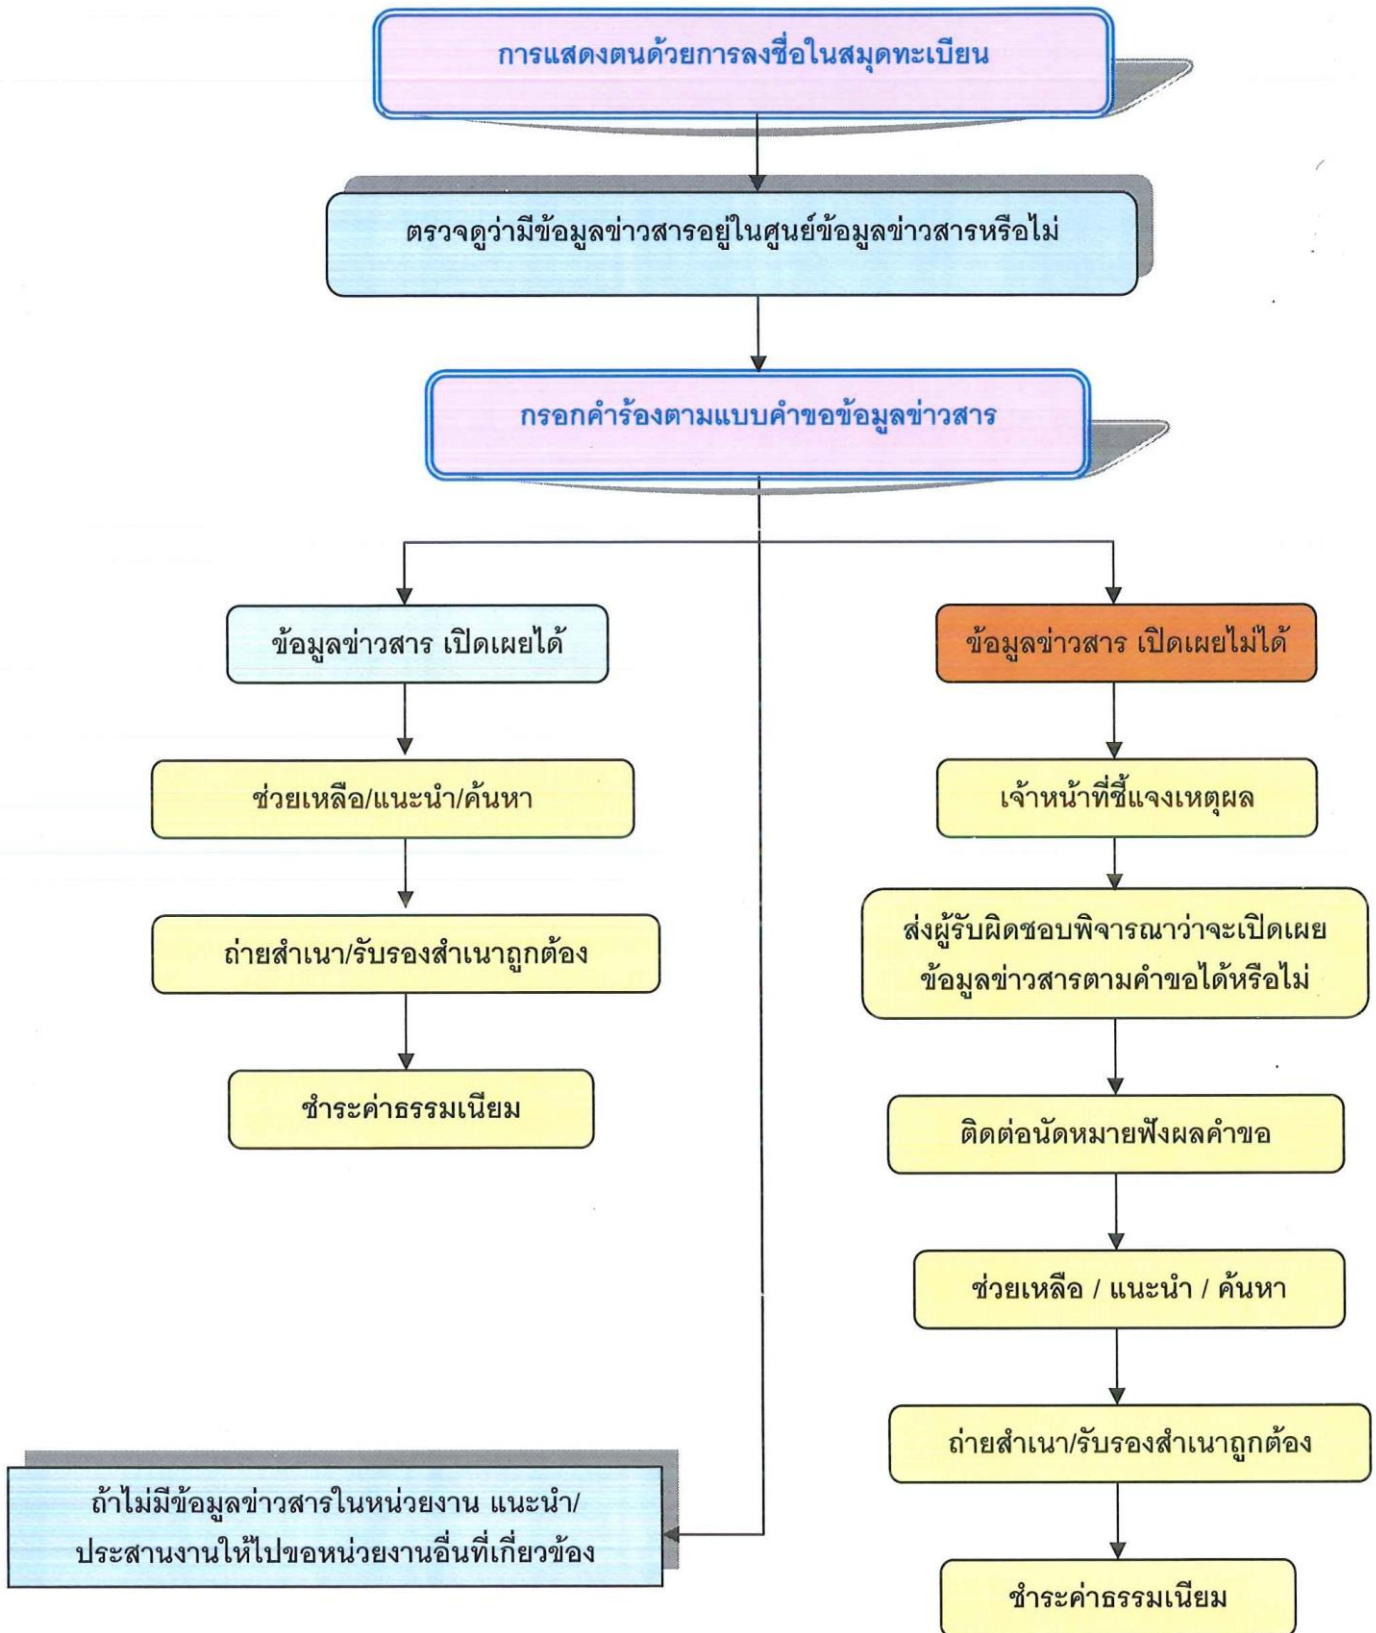 การแสดงตนด้วยการลงชื่อในสมุดทะเบียน
ตรวจดูว่ามีข้อมูลข่าวสารอยู่ในศูนย์ข้อมูลข่าวสารหรือไม่
กรอกคำร้องตามแบบคำขอข้อมูลข่าวสาร
ข้อมูลข่าวสาร เปิดเผยได้
ช่วยเหลือ/แนะนำ/ค้นหา
ถ่ายสำเนา/รับรองสำเนาถูกต้อง
ชำระค่าธรรมเนียม
ข้อมูลข่าวสาร เปิดเผยไม่ได้
เจ้าหน้าที่ชี้แจงเหตุผล
ส่งผู้รับผิดชอบพิจารณาว่าจะเปิดเผย
ข้อมูลข่าวสารตามคำขอได้หรือไม่
ติดต่อนัดหมายฟังผลคำขอ
ช่วยเหลือ / แนะนำ / ค้นหา
ถ่ายสำเนา/รับรองสำเนาถูกต้อง
ชำระค่าธรรมเนียม
ถ้าไม่มีข้อมูลข่าวสารในหน่วยงาน แนะนำ/
ประสานงานให้ไปขอหน่วยงานอื่นที่เกี่ยวข้อง